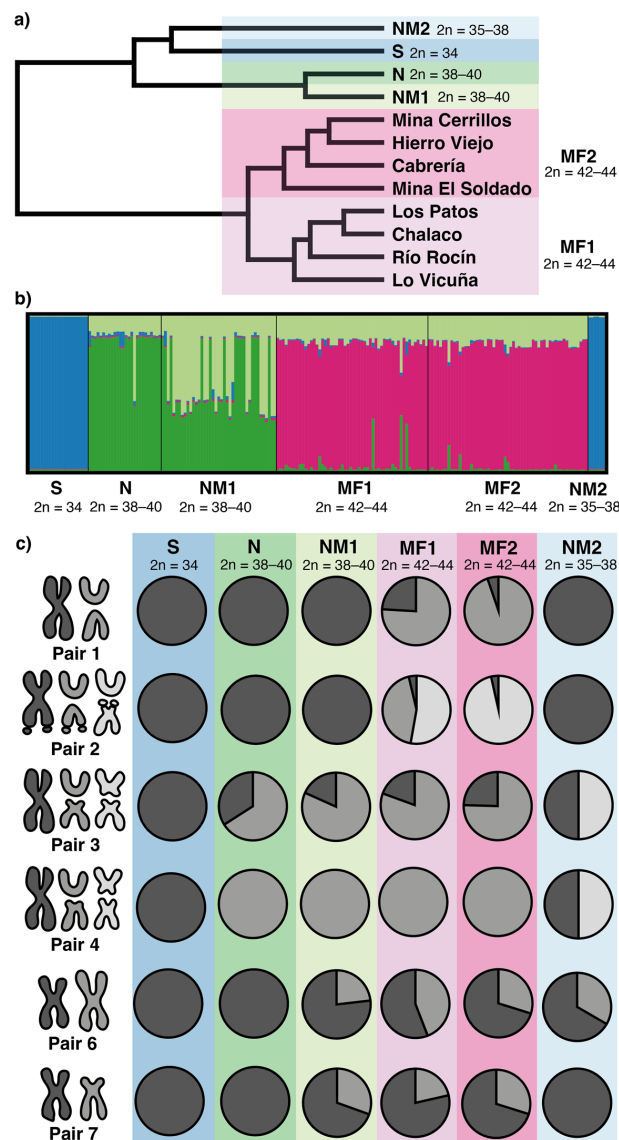 a)
NM2 2n = 35–38
S 2n = 34
N 2n = 38–40
NM1 2n = 38–40
Mina Cerrillos
Hierro Viejo
Cabrería
Mina El Soldado
MF2
2n = 42–44
Los Patos
Chalaco
Río Rocín
Lo Vicuña
MF1
2n = 42–44
b)
S N NM1 MF1 MF2 NM2
2n = 34 2n = 38–40 2n = 38–40 2n = 42–44 2n = 42–44 2n = 35–38
c)
S N NM1 MF1 MF2 NM2
2n = 34 2n = 38–40 2n = 38–40 2n = 42–44 2n = 42–44 2n = 35–38
Pair 1
Pair 2
Pair 3
Pair 4
Pair 6
Pair 7